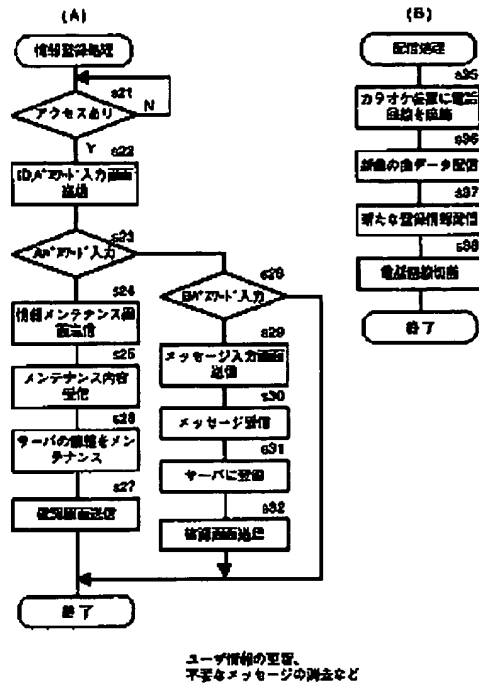 (A)
情報登録処理
s21
アクセスあり
N
Y
s22
ID,パスワード入力画面
送信
s23
Aパスワード入力
s24
情報メンテナンス画
面送信
s25
メンテナンス内容
受信
s26
サーバの情報をメン
テナンス
s27
確認画面送信
終了
s28
Bパスワード入力
s29
メッセージ入力画面
送信
s30
メッセージ受信
s31
サーバに登録
s32
確認画面送信
(B)
配信処理
s35
カラオケ装置に電話
回線を接続
s36
新譜の曲データ配信
s37
新たな登録情報配信
s38
電話回線切断
終了
ユーザ情報の更新、
不要なメッセージの消去など